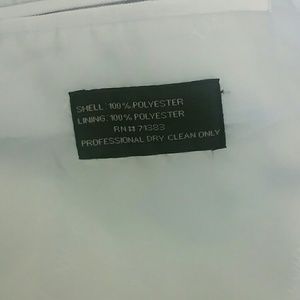 SHELL: 100% POLYESTER
LINING: 100% POLYESTER
RN# 71383
PROFESSIONAL DRY CLEAN ONLY